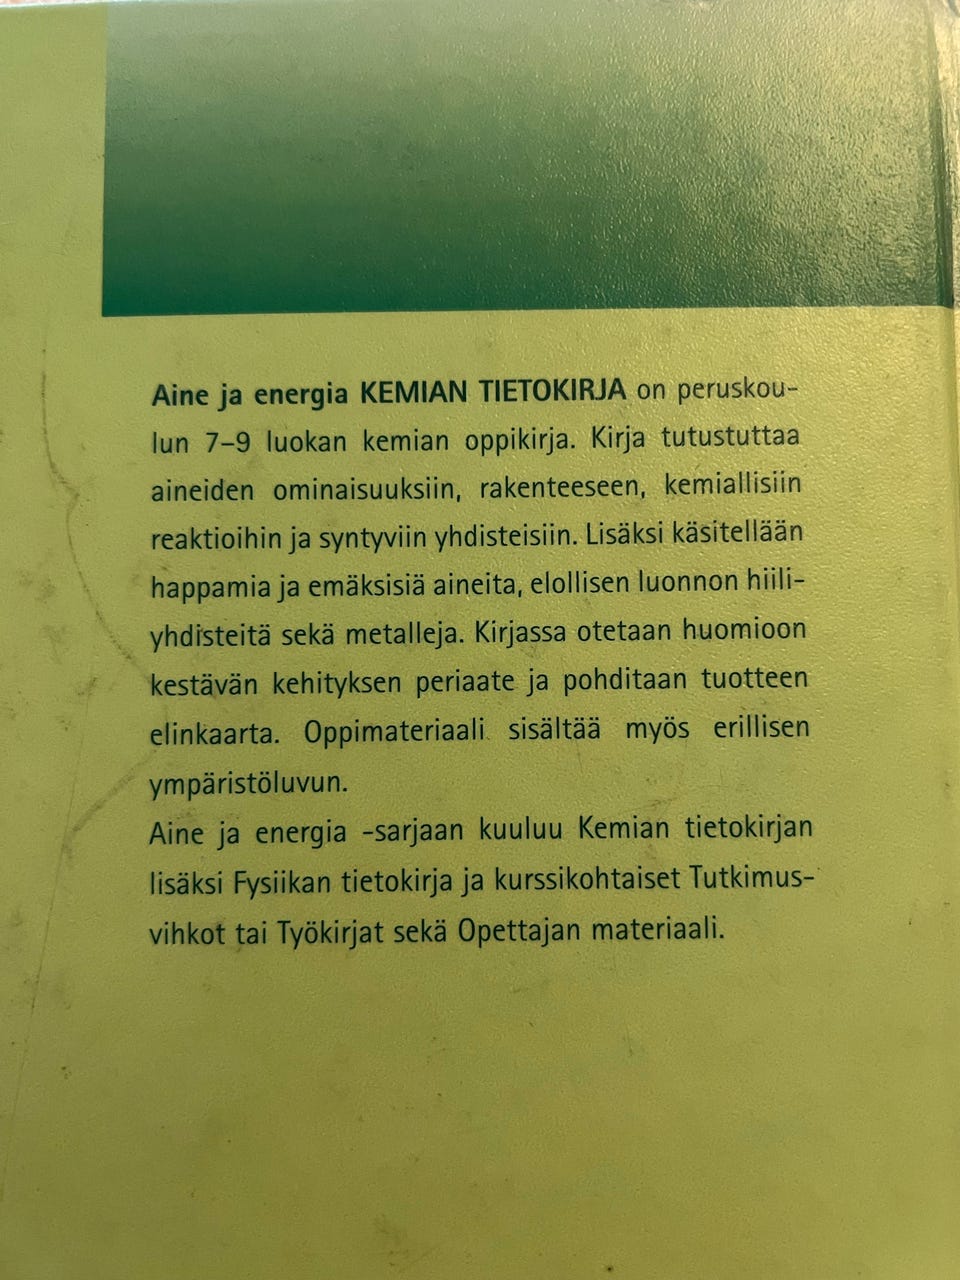 Aine ja energia KEMIAN TIETOKIRJA on peruskou-
lun 7–9 luokan kemian oppikirja. Kirja tutustuttaa
aineiden ominaisuuksiin, rakenteeseen, kemiallisiin
reaktioihin ja syntyviin yhdisteisiin. Lisäksi käsitellään
happamia ja emäksisiä aineita, elollisen luonnon hiili-
yhdisteitä sekä metalleja. Kirjassa otetaan huomioon
kestävän kehityksen periaate ja pohditaan tuotteen
elinkaarta. Oppimateriaali sisältää myös erillisen
ympäristöluvun.
Aine ja energia -sarjaan kuuluu Kemian tietokirjan
lisäksi Fysiikan tietokirja ja kurssikohtaiset Tutkimus-
vihkot tai Työkirjat sekä Opettajan materiaali.